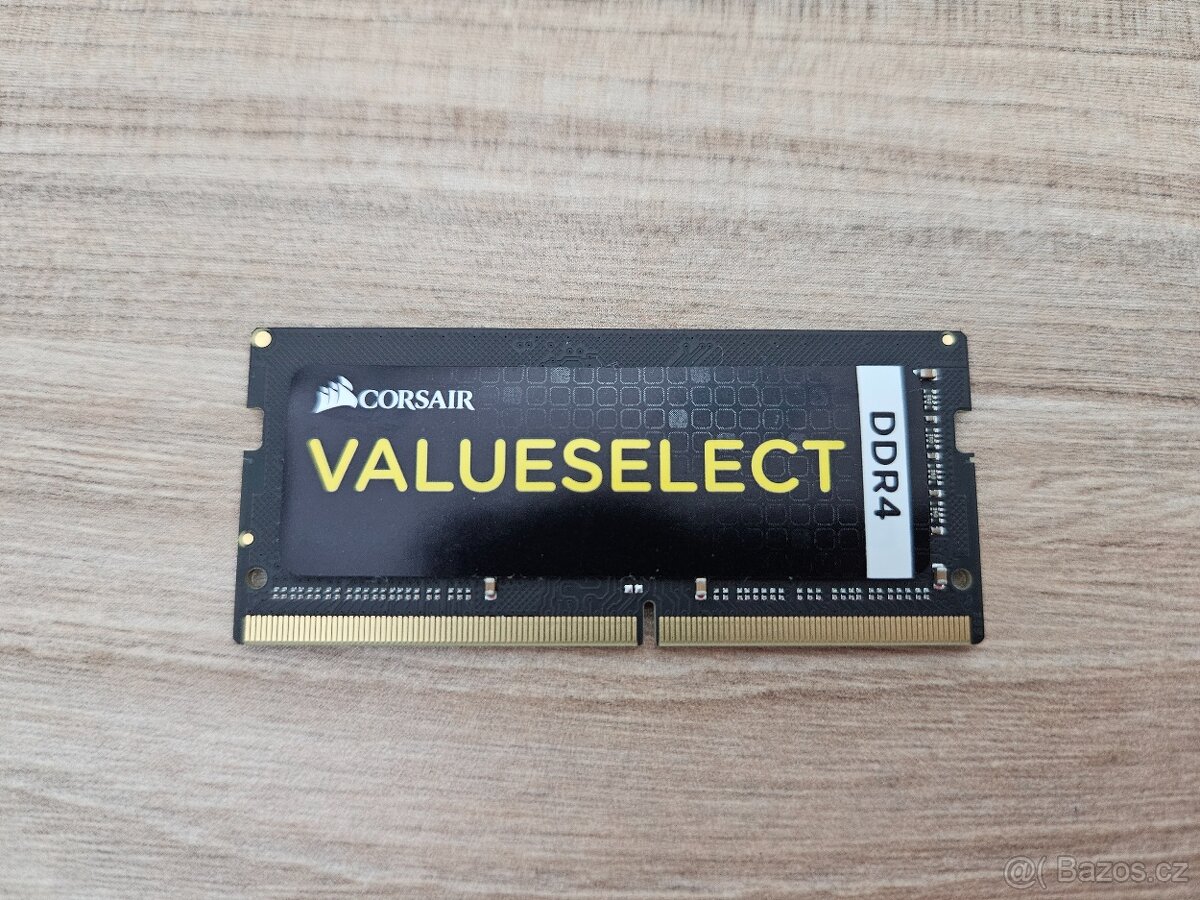 CORSAIR
VALUESELECT
DDR4
@( Bazos.cz